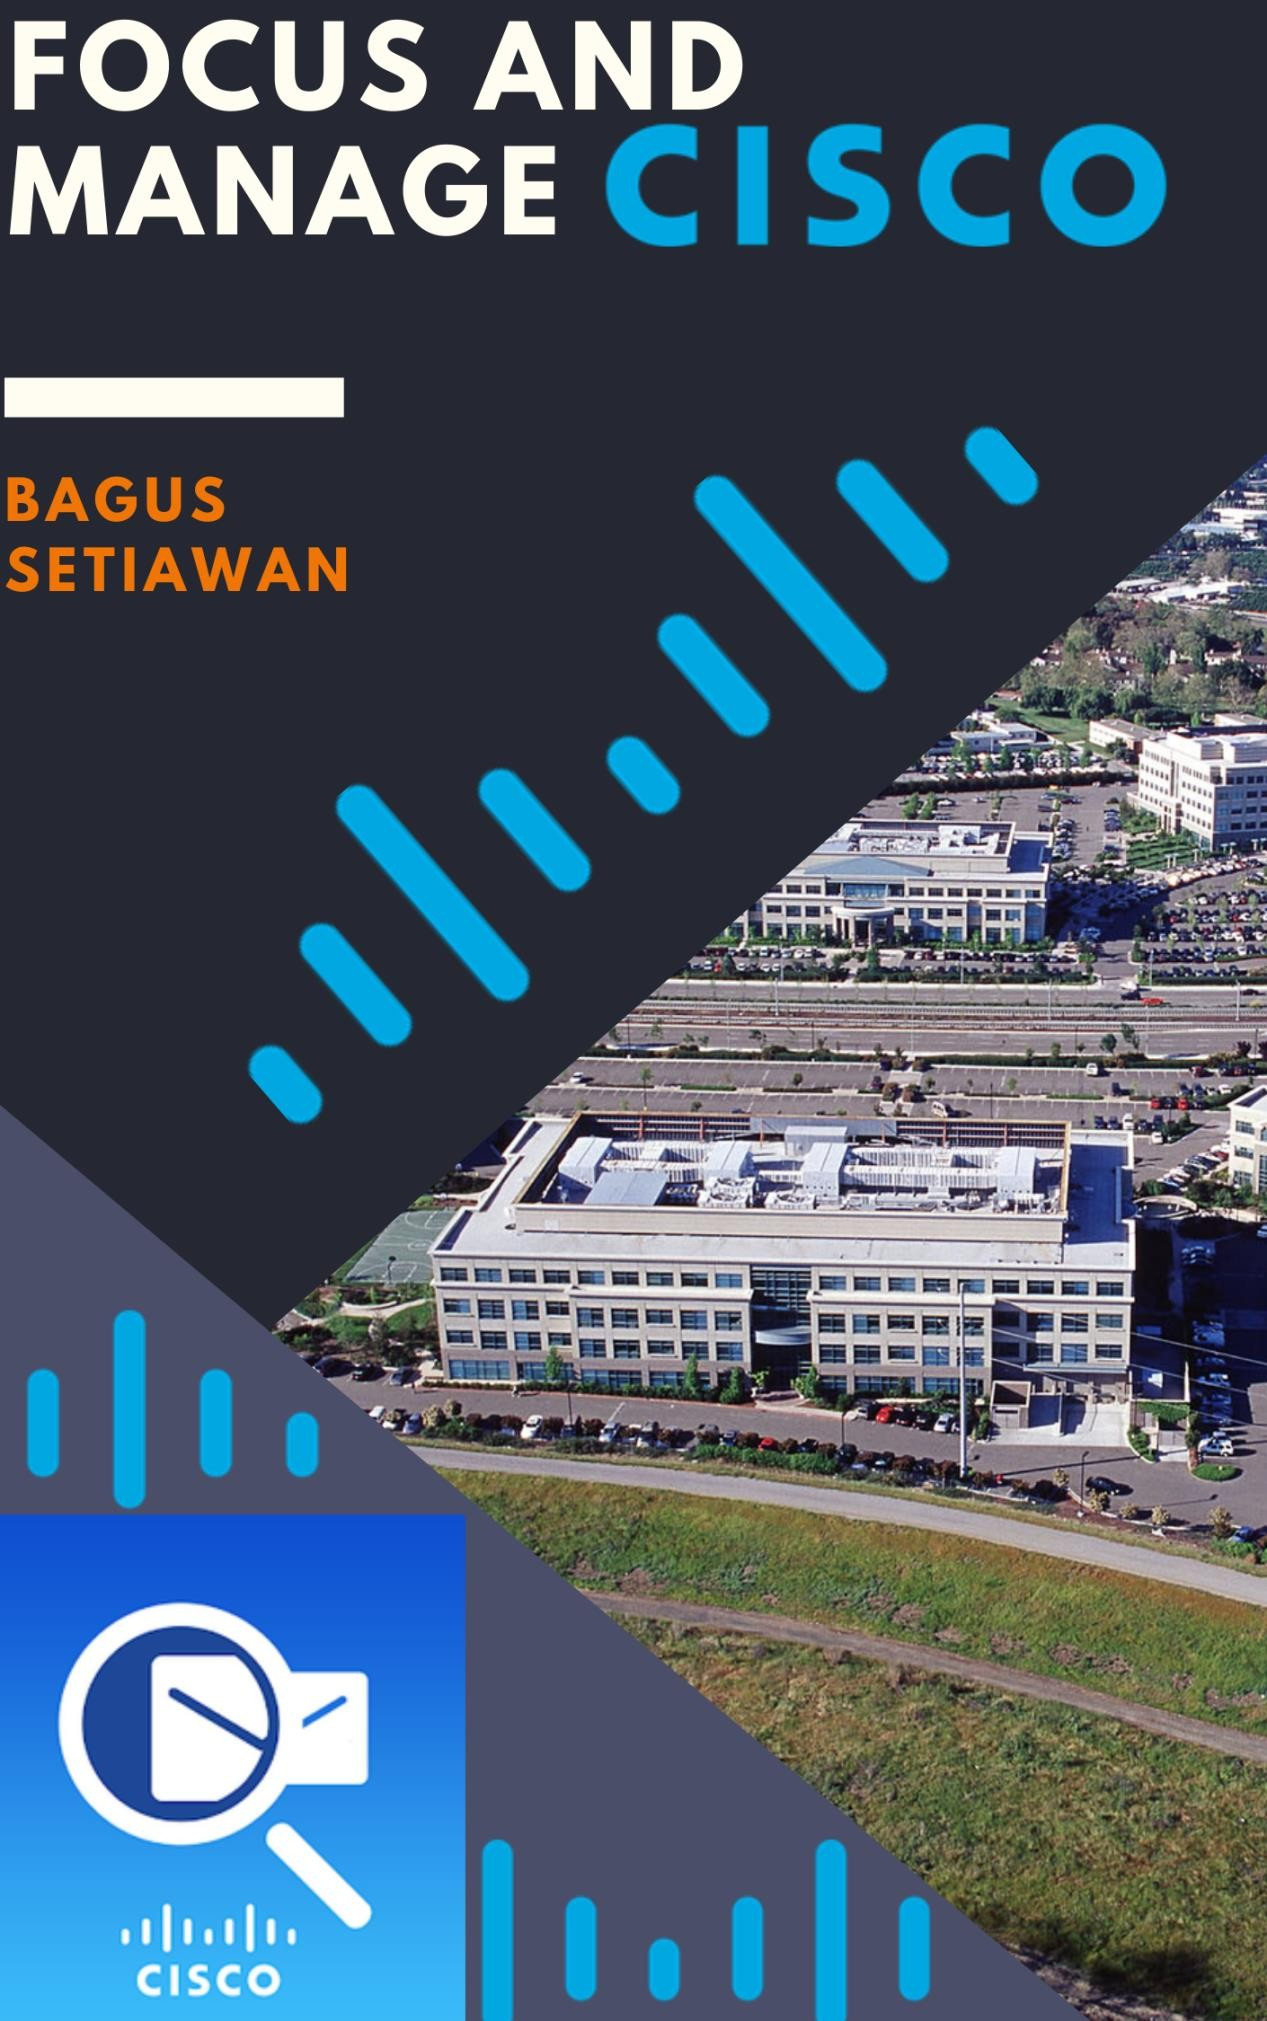 FOCUS AND
MANAGE CISCO
BAGUS
SETIAWAN
CISCO